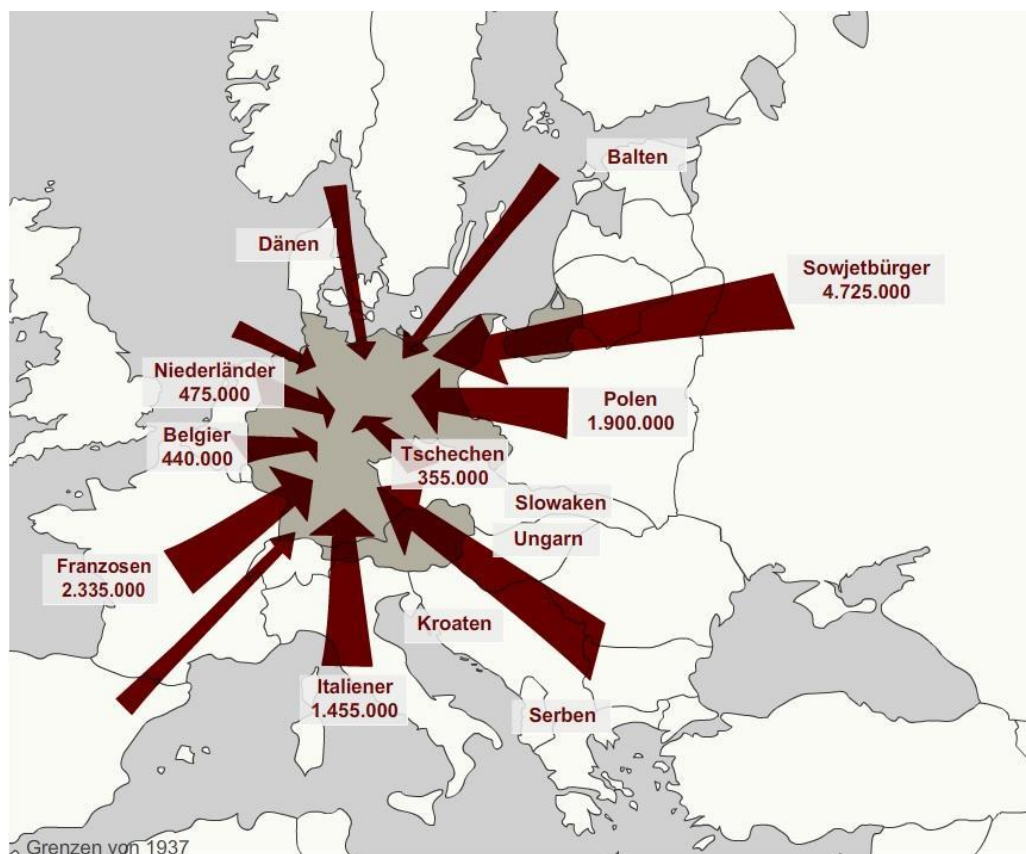 Balten
Dänen
Sowjetbürger
4.725.000
Niederländer
475.000
Polen
1.900.000
Belgier
440.000
Tschechen
355.000
Slowaken
Ungarn
Franzosen
2.335.000
Kroaten
Italiener
1.455.000
Serben
Grenzen von 1937